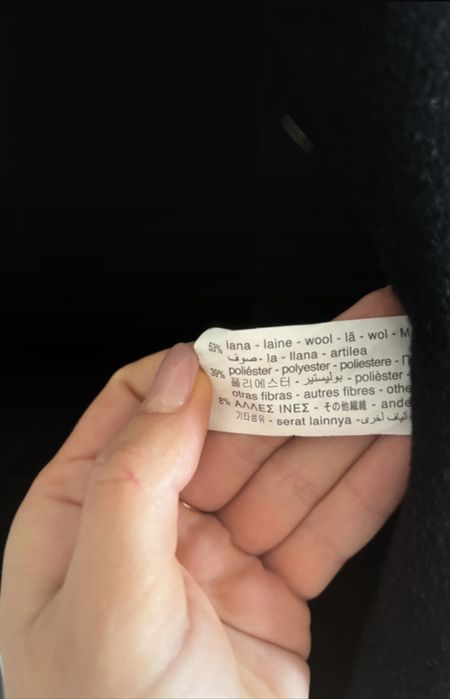 53% lana - laine - wool - lã - wol - M
صوف - la - llana - artilea
39% poliéster - polyester - poliestere - Π
폴리에스터 - بوليستير - polièster -
otras fibras - autres fibres - othe
8% ΑΛΛΕΣ ΙΝΕΣ - その他繊維 - ande
기타섬유 - serat lainnya - ألياف أخرى